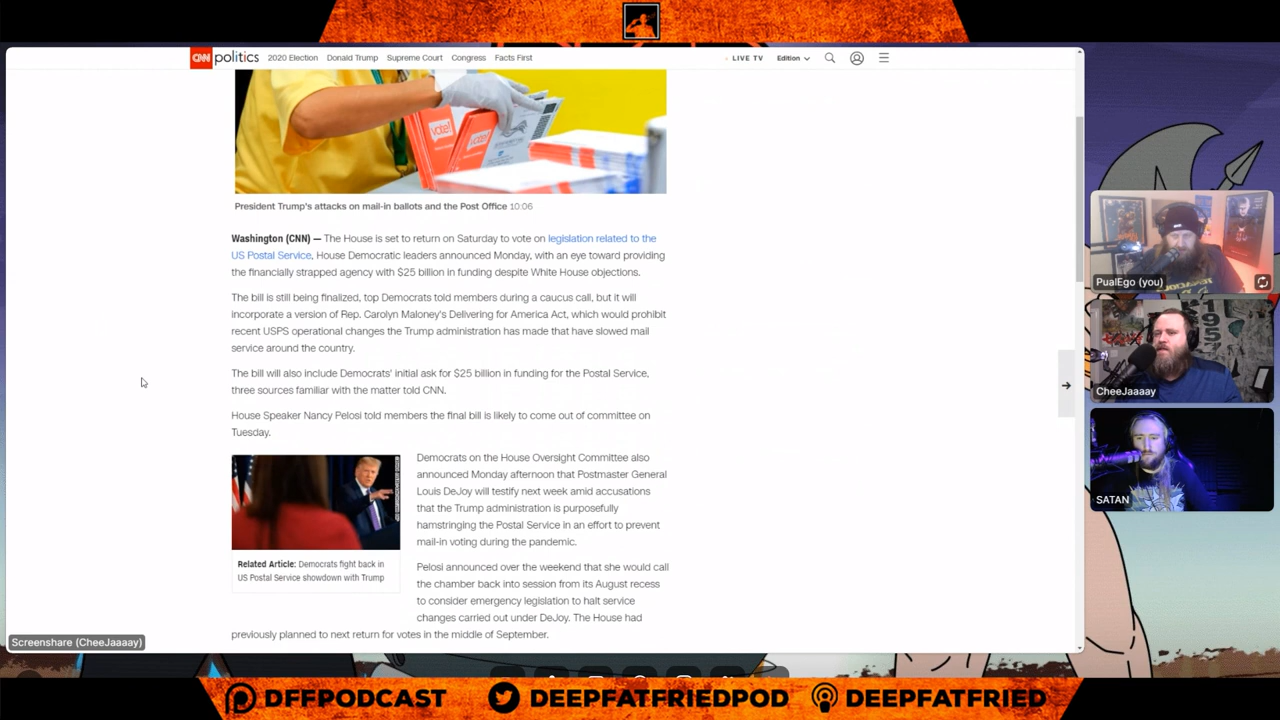 CNN politics 2020 Election Donald Trump Supreme Court Congress Facts First LIVE TV Edition
vote!
vote!
President Trump's attacks on mail-in ballots and the Post Office 10:06
Washington (CNN) — The House is set to return on Saturday to vote on legislation related to the
US Postal Service, House Democratic leaders announced Monday, with an eye toward providing
the financially strapped agency with $25 billion in funding despite White House objections.
The bill is still being finalized, top Democrats told members during a caucus call, but it will
incorporate a version of Rep. Carolyn Maloney's Delivering for America Act, which would prohibit
recent USPS operational changes the Trump administration has made that have slowed mail
service around the country.
The bill will also include Democrats' initial ask for $25 billion in funding for the Postal Service,
three sources familiar with the matter told CNN.
House Speaker Nancy Pelosi told members the final bill is likely to come out of committee on
Tuesday.
Democrats on the House Oversight Committee also
announced Monday afternoon that Postmaster General
Louis DeJoy will testify next week amid accusations
that the Trump administration is purposefully
hamstringing the Postal Service in an effort to prevent
mail-in voting during the pandemic.
Related Article: Democrats fight back in
US Postal Service showdown with Trump
Pelosi announced over the weekend that she would call
the chamber back into session from its August recess
to consider emergency legislation to halt service
changes carried out under DeJoy. The House had
previously planned to next return for votes in the middle of September.
Screenshare (CheeJaaaay)
PualEgo (you)
CheeJaaaay
SATAN
DFFPODCAST DEEPFATFRIEDPOD DEEPFATFRIED